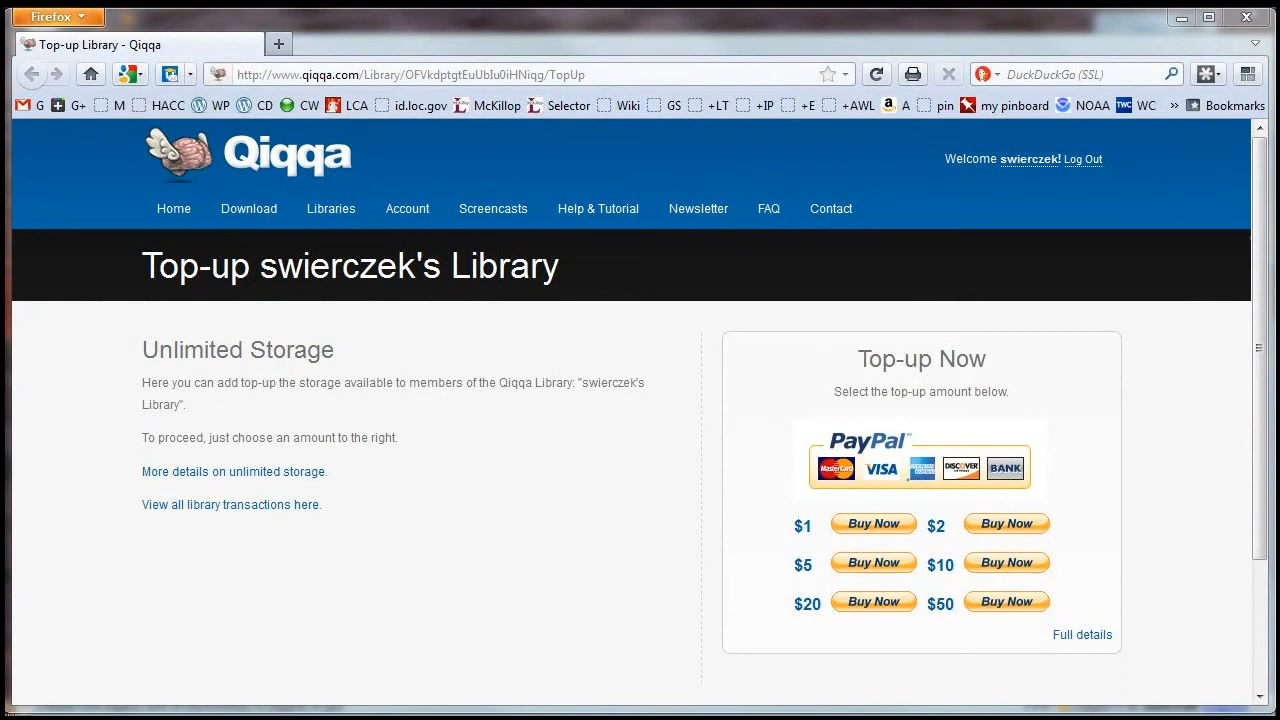 Firefox
Top-up Library - Qiqqa
http://www.qiqqa.com/Library/OFVkdptgtEuUbIu0rHNiqg/TopUp
DuckDuckGo (SSL)
G G+ M HACC WP CD CW LCA id.loc.gov McKillop Selector Wiki GS +LT +IP +E +AWL A pin my pinboard NOAA TWC WC » Bookmarks
Qiqqa
Welcome swierczek! Log Out
Home Download Libraries Account Screencasts Help & Tutorial Newsletter FAQ Contact
Top-up swierczek's Library
Unlimited Storage
Here you can add top-up the storage available to members of the Qiqqa Library: "swierczek's
Library".
To proceed, just choose an amount to the right.
More details on unlimited storage.
View all library transactions here.
Top-up Now
Select the top-up amount below.
PayPal™
MasterCard VISA DISCOVER BANK
$1 Buy Now $2 Buy Now
$5 Buy Now $10 Buy Now
$20 Buy Now $50 Buy Now
Full details